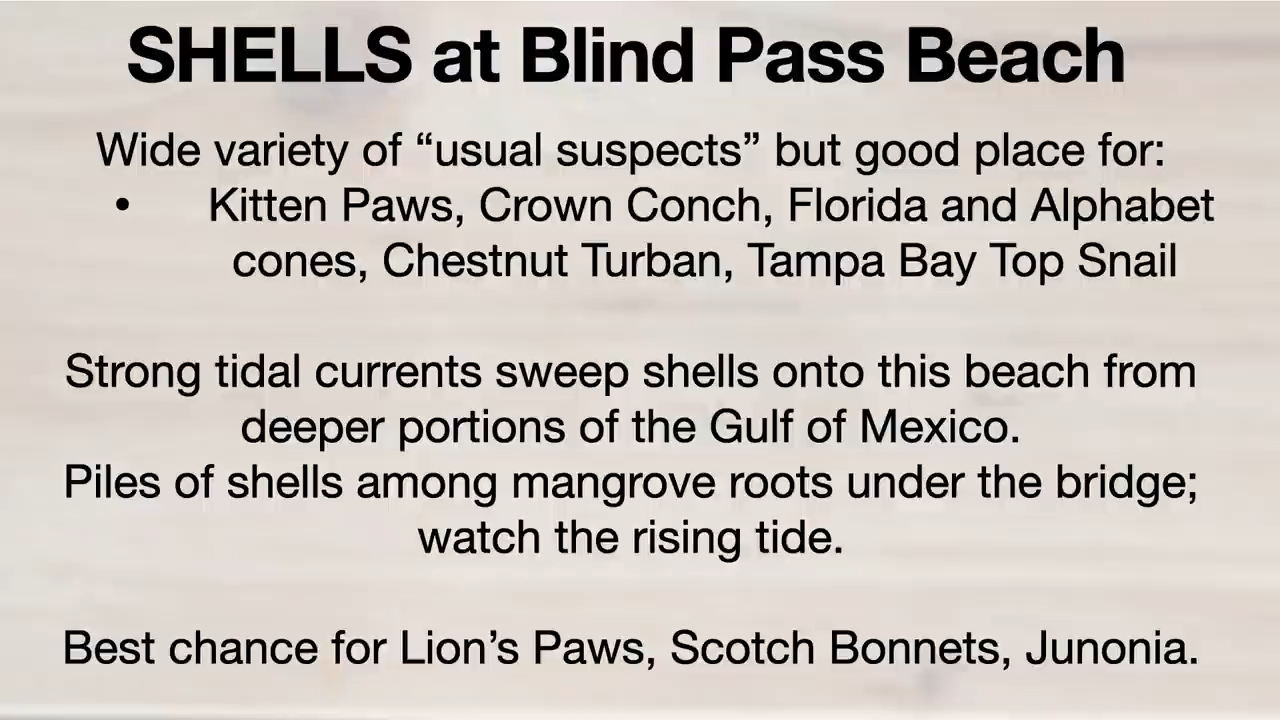 SHELLS at Blind Pass Beach
Wide variety of “usual suspects” but good place for:
• Kitten Paws, Crown Conch, Florida and Alphabet
cones, Chestnut Turban, Tampa Bay Top Snail
Strong tidal currents sweep shells onto this beach from
deeper portions of the Gulf of Mexico.
Piles of shells among mangrove roots under the bridge;
watch the rising tide.
Best chance for Lion’s Paws, Scotch Bonnets, Junonia.